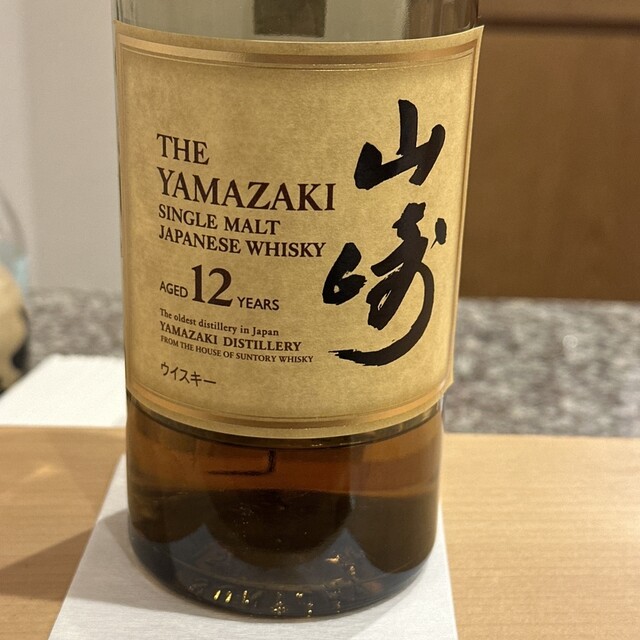 THE
YAMAZAKI
SINGLE MALT
JAPANESE WHISKY
AGED 12 YEARS
The oldest distillery in Japan
YAMAZAKI DISTILLERY
FROM THE HOUSE OF SUNTORY WHISKY
ウイスキー
山崎